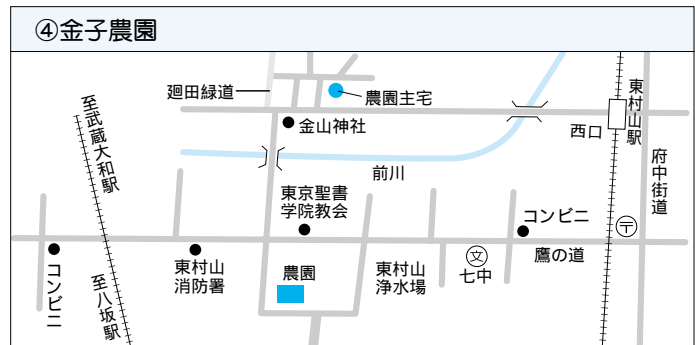 ④金子農園
至武蔵大和駅
至八坂駅
廻田緑道
農園主宅
金山神社
前川
西口
東村山駅
府中街道
東京聖書
学院教会
コンビニ
〒
鷹の道
文
七中
コンビニ
東村山
消防署
農園
東村山
浄水場